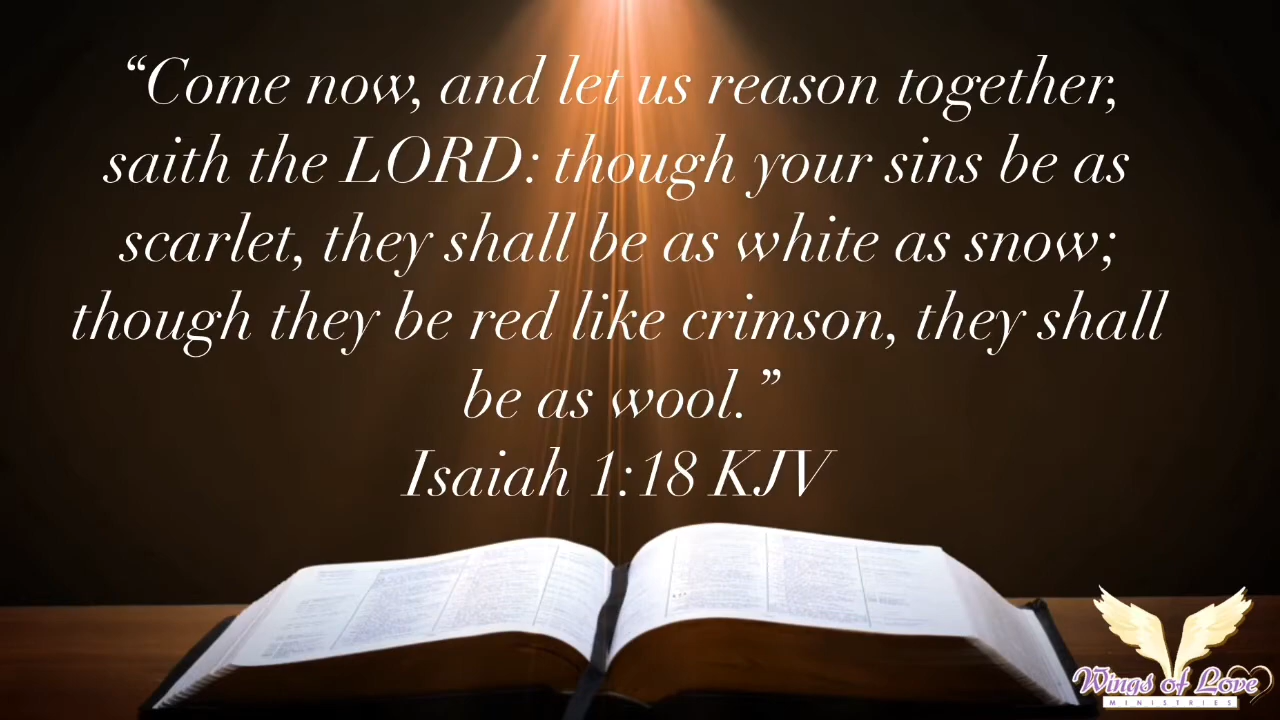 “Come now, and let us reason together,
saith the LORD: though your sins be as
scarlet, they shall be as white as snow;
though they be red like crimson, they shall
be as wool.”
Isaiah 1:18 KJV
Wings of Love
MINISTRIES